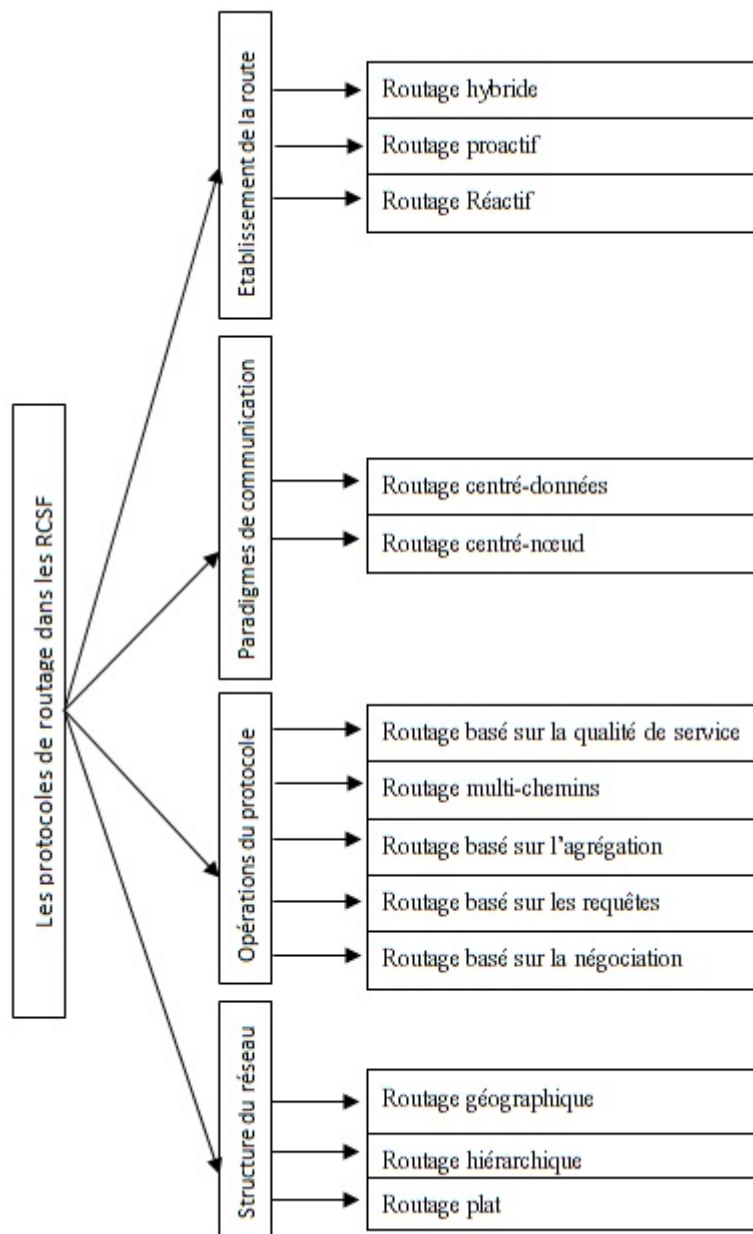 Les protocoles de routage dans les RCSF
Etablissement de la route
Routage hybride
Routage proactif
Routage Réactif
Paradigmes de communication
Routage centré-données
Routage centré-nœud
Opérations du protocole
Routage basé sur la qualité de service
Routage multi-chemins
Routage basé sur l'agrégation
Routage basé sur les requêtes
Routage basé sur la négociation
Structure du réseau
Routage géographique
Routage hiérarchique
Routage plat